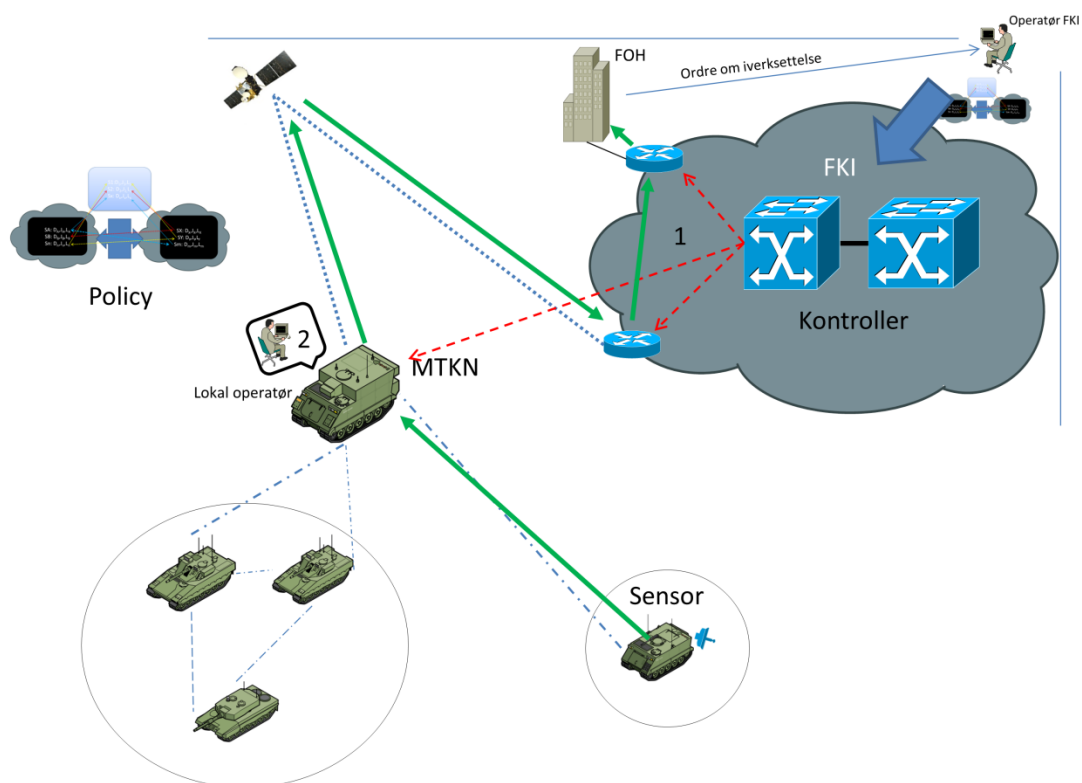 Operatør FKI
FOH
Ordre om iverksettelse
FKI
1
Policy
Kontroller
2
MTKN
Lokal operatør
Sensor